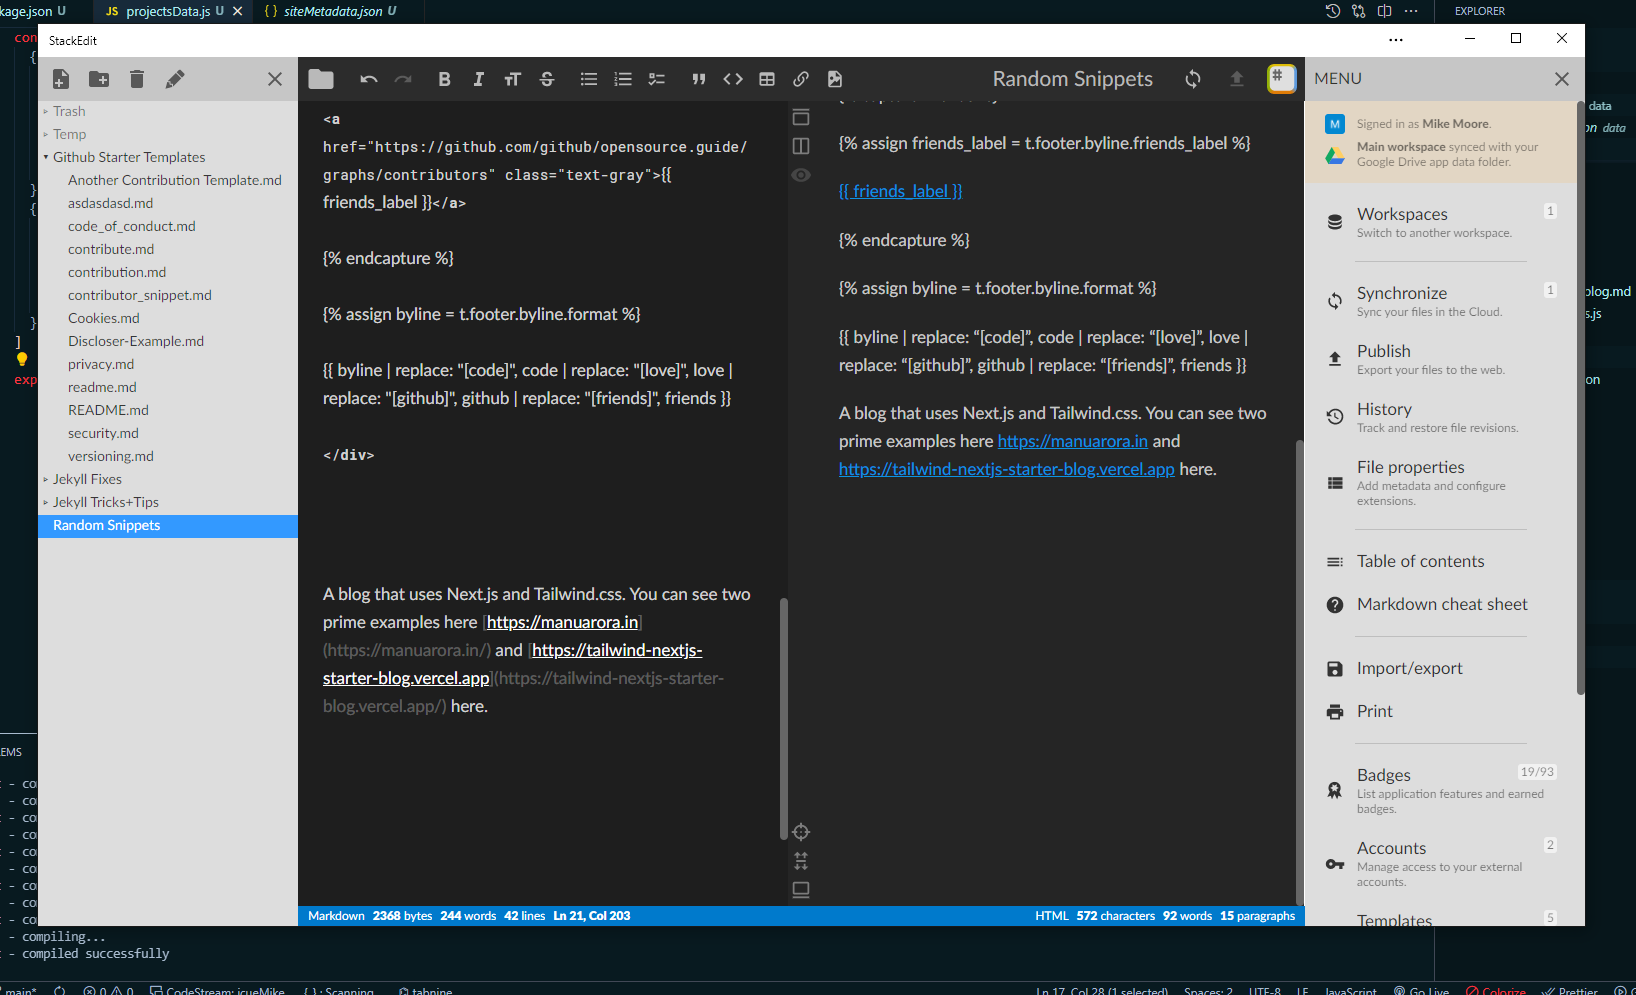 kage.json U
JS projectsData.js U
{ } siteMetadata.json U
EXPLORER
StackEdit
Random Snippets
MENU
Trash
Temp
Github Starter Templates
Another Contribution Template.md
asdasdasd.md
code_of_conduct.md
contribute.md
contribution.md
contributor_snippet.md
Cookies.md
Discloser-Example.md
privacy.md
readme.md
README.md
security.md
versioning.md
Jekyll Fixes
Jekyll Tricks+Tips
Random Snippets
<a
href="https://github.com/github/opensource.guide/
graphs/contributors" class="text-gray">{{
friends_label }}</a>
{% endcapture %}
{% assign byline = t.footer.byline.format %}
{{ byline | replace: "[code]", code | replace: "[love]", love |
replace: "[github]", github | replace: "[friends]", friends }}
</div>
A blog that uses Next.js and Tailwind.css. You can see two
prime examples here [https://manuarora.in]
(https://manuarora.in/) and [https://tailwind-nextjs-
starter-blog.vercel.app](https://tailwind-nextjs-starter-
blog.vercel.app/) here.
{% assign friends_label = t.footer.byline.friends_label %}
{{ friends_label }}
{% endcapture %}
{% assign byline = t.footer.byline.format %}
{{ byline | replace: “[code]”, code | replace: “[love]”, love |
replace: “[github]”, github | replace: “[friends]”, friends }}
A blog that uses Next.js and Tailwind.css. You can see two
prime examples here https://manuarora.in and
https://tailwind-nextjs-starter-blog.vercel.app here.
M Signed in as Mike Moore.
Main workspace synced with your
Google Drive app data folder.
Workspaces 1
Switch to another workspace.
Synchronize 1
Sync your files in the Cloud.
Publish
Export your files to the web.
History
Track and restore file revisions.
File properties
Add metadata and configure
extensions.
Table of contents
Markdown cheat sheet
Import/export
Print
Badges 19/93
List application features and earned
badges.
Accounts 2
Manage access to your external
accounts.
Templates 5
Markdown 2368 bytes 244 words 42 lines Ln 21, Col 203
HTML 572 characters 92 words 15 paragraphs
con
{
}
{
}
]
exp
data
on data
blog.md
s.js
on
EMS
- co
- co
- co
- co
- co
- co
- co
- co
- co
- compiling...
- compiled successfully
main*
0 0
CodeStream: icueMike
{ } : Scanning
tabnine
Ln 17, Col 28 (1 selected)
Spaces: 2
UTF-8
LF
JavaScript
Go Live
Colorize
Prettier